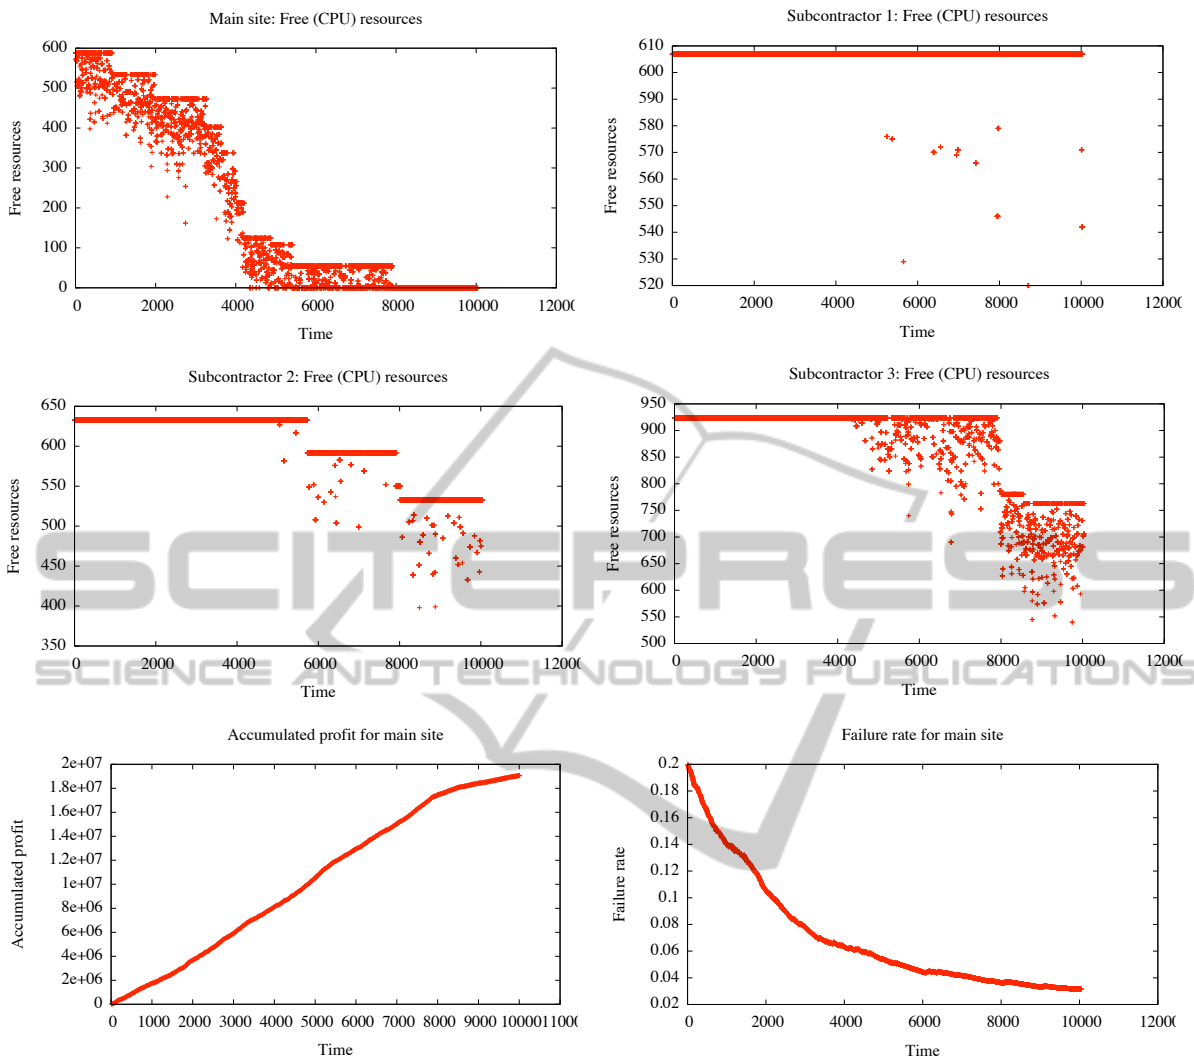 Main site: Free (CPU) resources
600
500
400
300
200
100
0
0 2000 4000 6000 8000 10000 12000
Free resources
Time
Subcontractor 1: Free (CPU) resources
610
600
590
580
570
560
550
540
530
520
0 2000 4000 6000 8000 10000 12000
Free resources
Time
Subcontractor 2: Free (CPU) resources
650
600
550
500
450
400
350
0 2000 4000 6000 8000 10000 12000
Free resources
Time
Subcontractor 3: Free (CPU) resources
950
900
850
800
750
700
650
600
550
500
0 2000 4000 6000 8000 10000 12000
Free resources
Time
SCITEPRESS
SCIENCE AND TECHNOLOGY PUBLICATIONS
Accumulated profit for main site
2e+07
1.8e+07
1.6e+07
1.4e+07
1.2e+07
1e+07
8e+06
6e+06
4e+06
2e+06
0
0 1000 2000 3000 4000 5000 6000 7000 8000 9000 10000 11000
Accumulated profit
Time
Failure rate for main site
0.2
0.18
0.16
0.14
0.12
0.1
0.08
0.06
0.04
0.02
0 2000 4000 6000 8000 10000 12000
Failure rate
Time